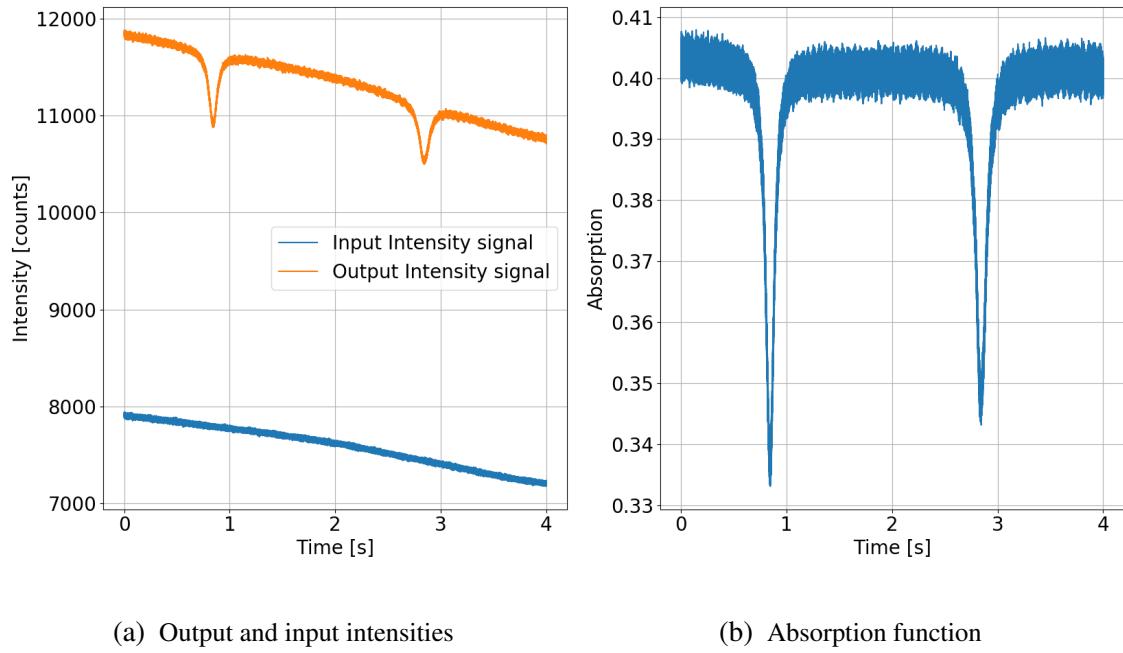 12000
11000
10000
9000
8000
7000
Intensity [counts]
Input Intensity signal
Output Intensity signal
0 1 2 3 4
Time [s]
(a) Output and input intensities
0.41
0.40
0.39
0.38
0.37
0.36
0.35
0.34
0.33
Absorption
0 1 2 3 4
Time [s]
(b) Absorption function